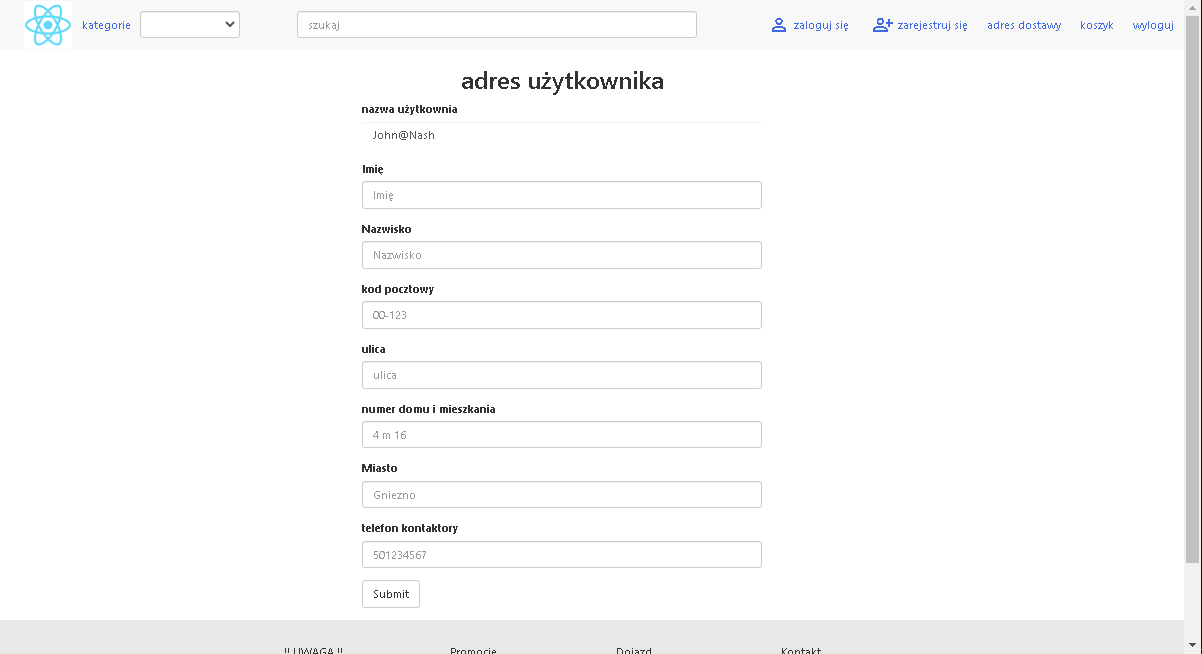 kategorie szukaj zaloguj się zarejestruj się adres dostawy koszyk wyloguj
adres użytkownika
nazwa użytkownia
John@Nash
Imię
Imię
Nazwisko
Nazwisko
kod pocztowy
00-123
ulica
ulica
numer domu i mieszkania
4 m 16
Miasto
Gniezno
telefon kontaktory
501234567
Submit
!! UWAGA !! Promocje Dojazd Kontakt